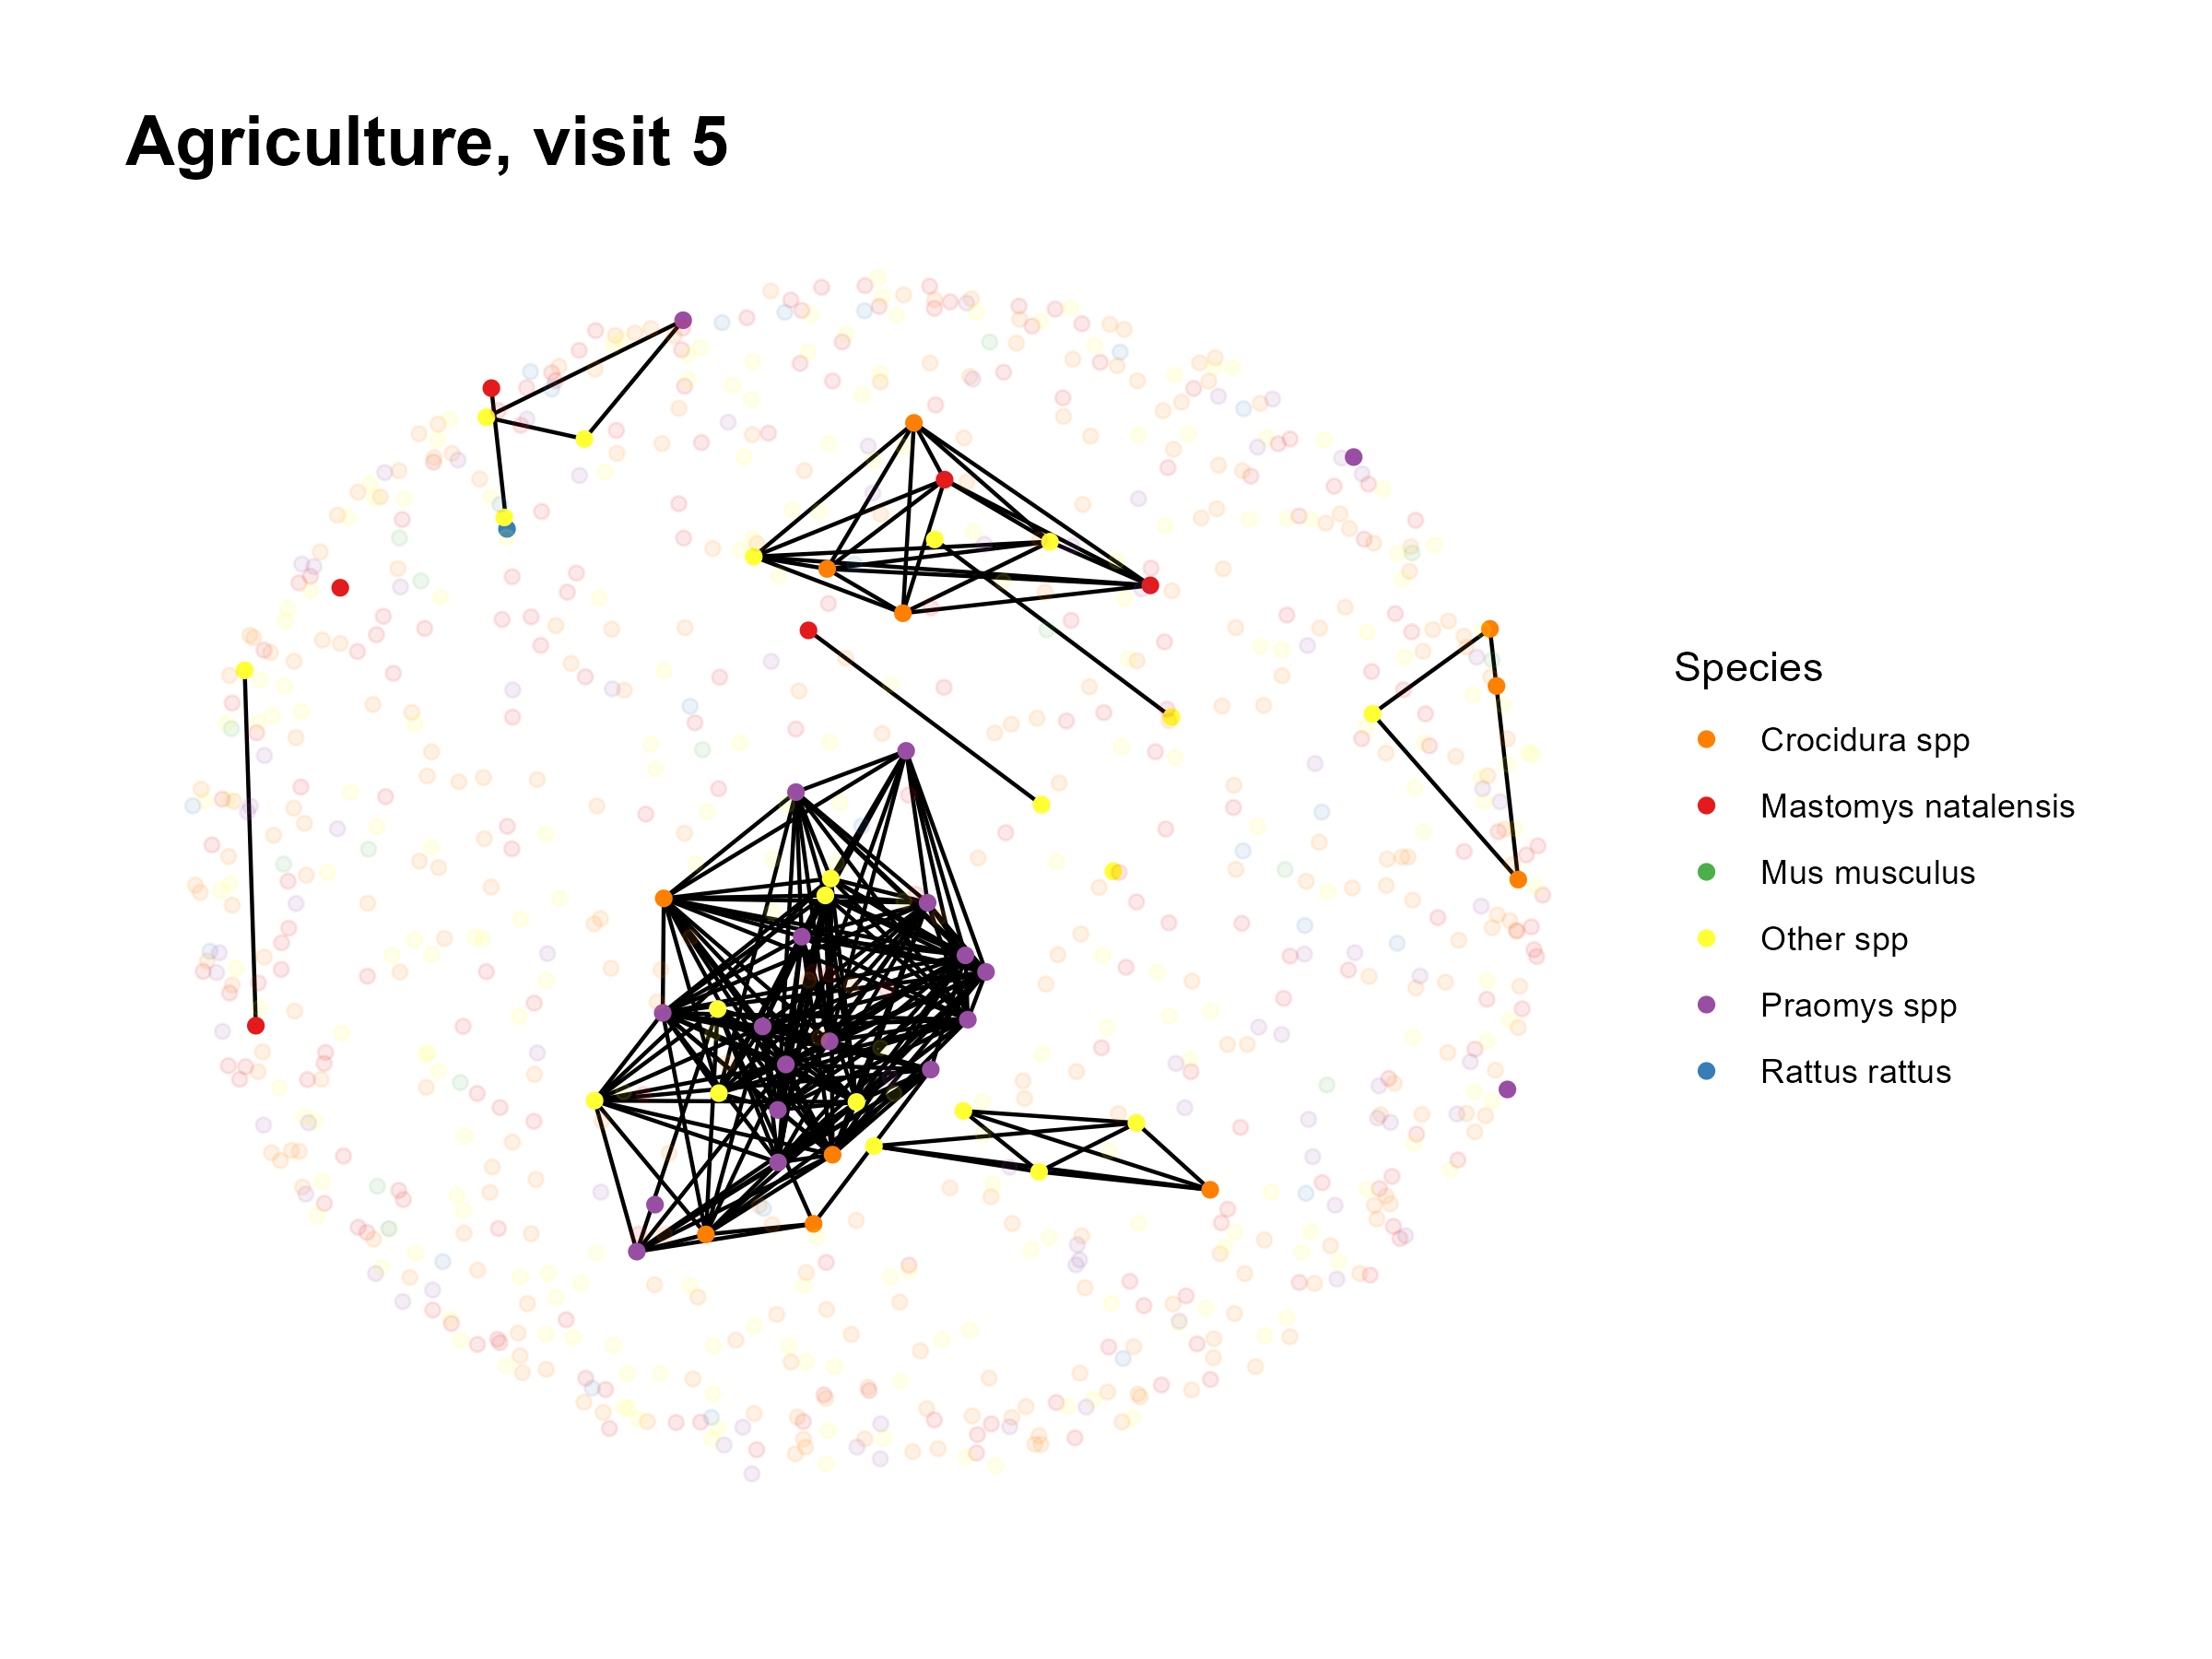 Agriculture, visit 5
Species
Crocidura spp
Mastomys natalensis
Mus musculus
Other spp
Praomys spp
Rattus rattus